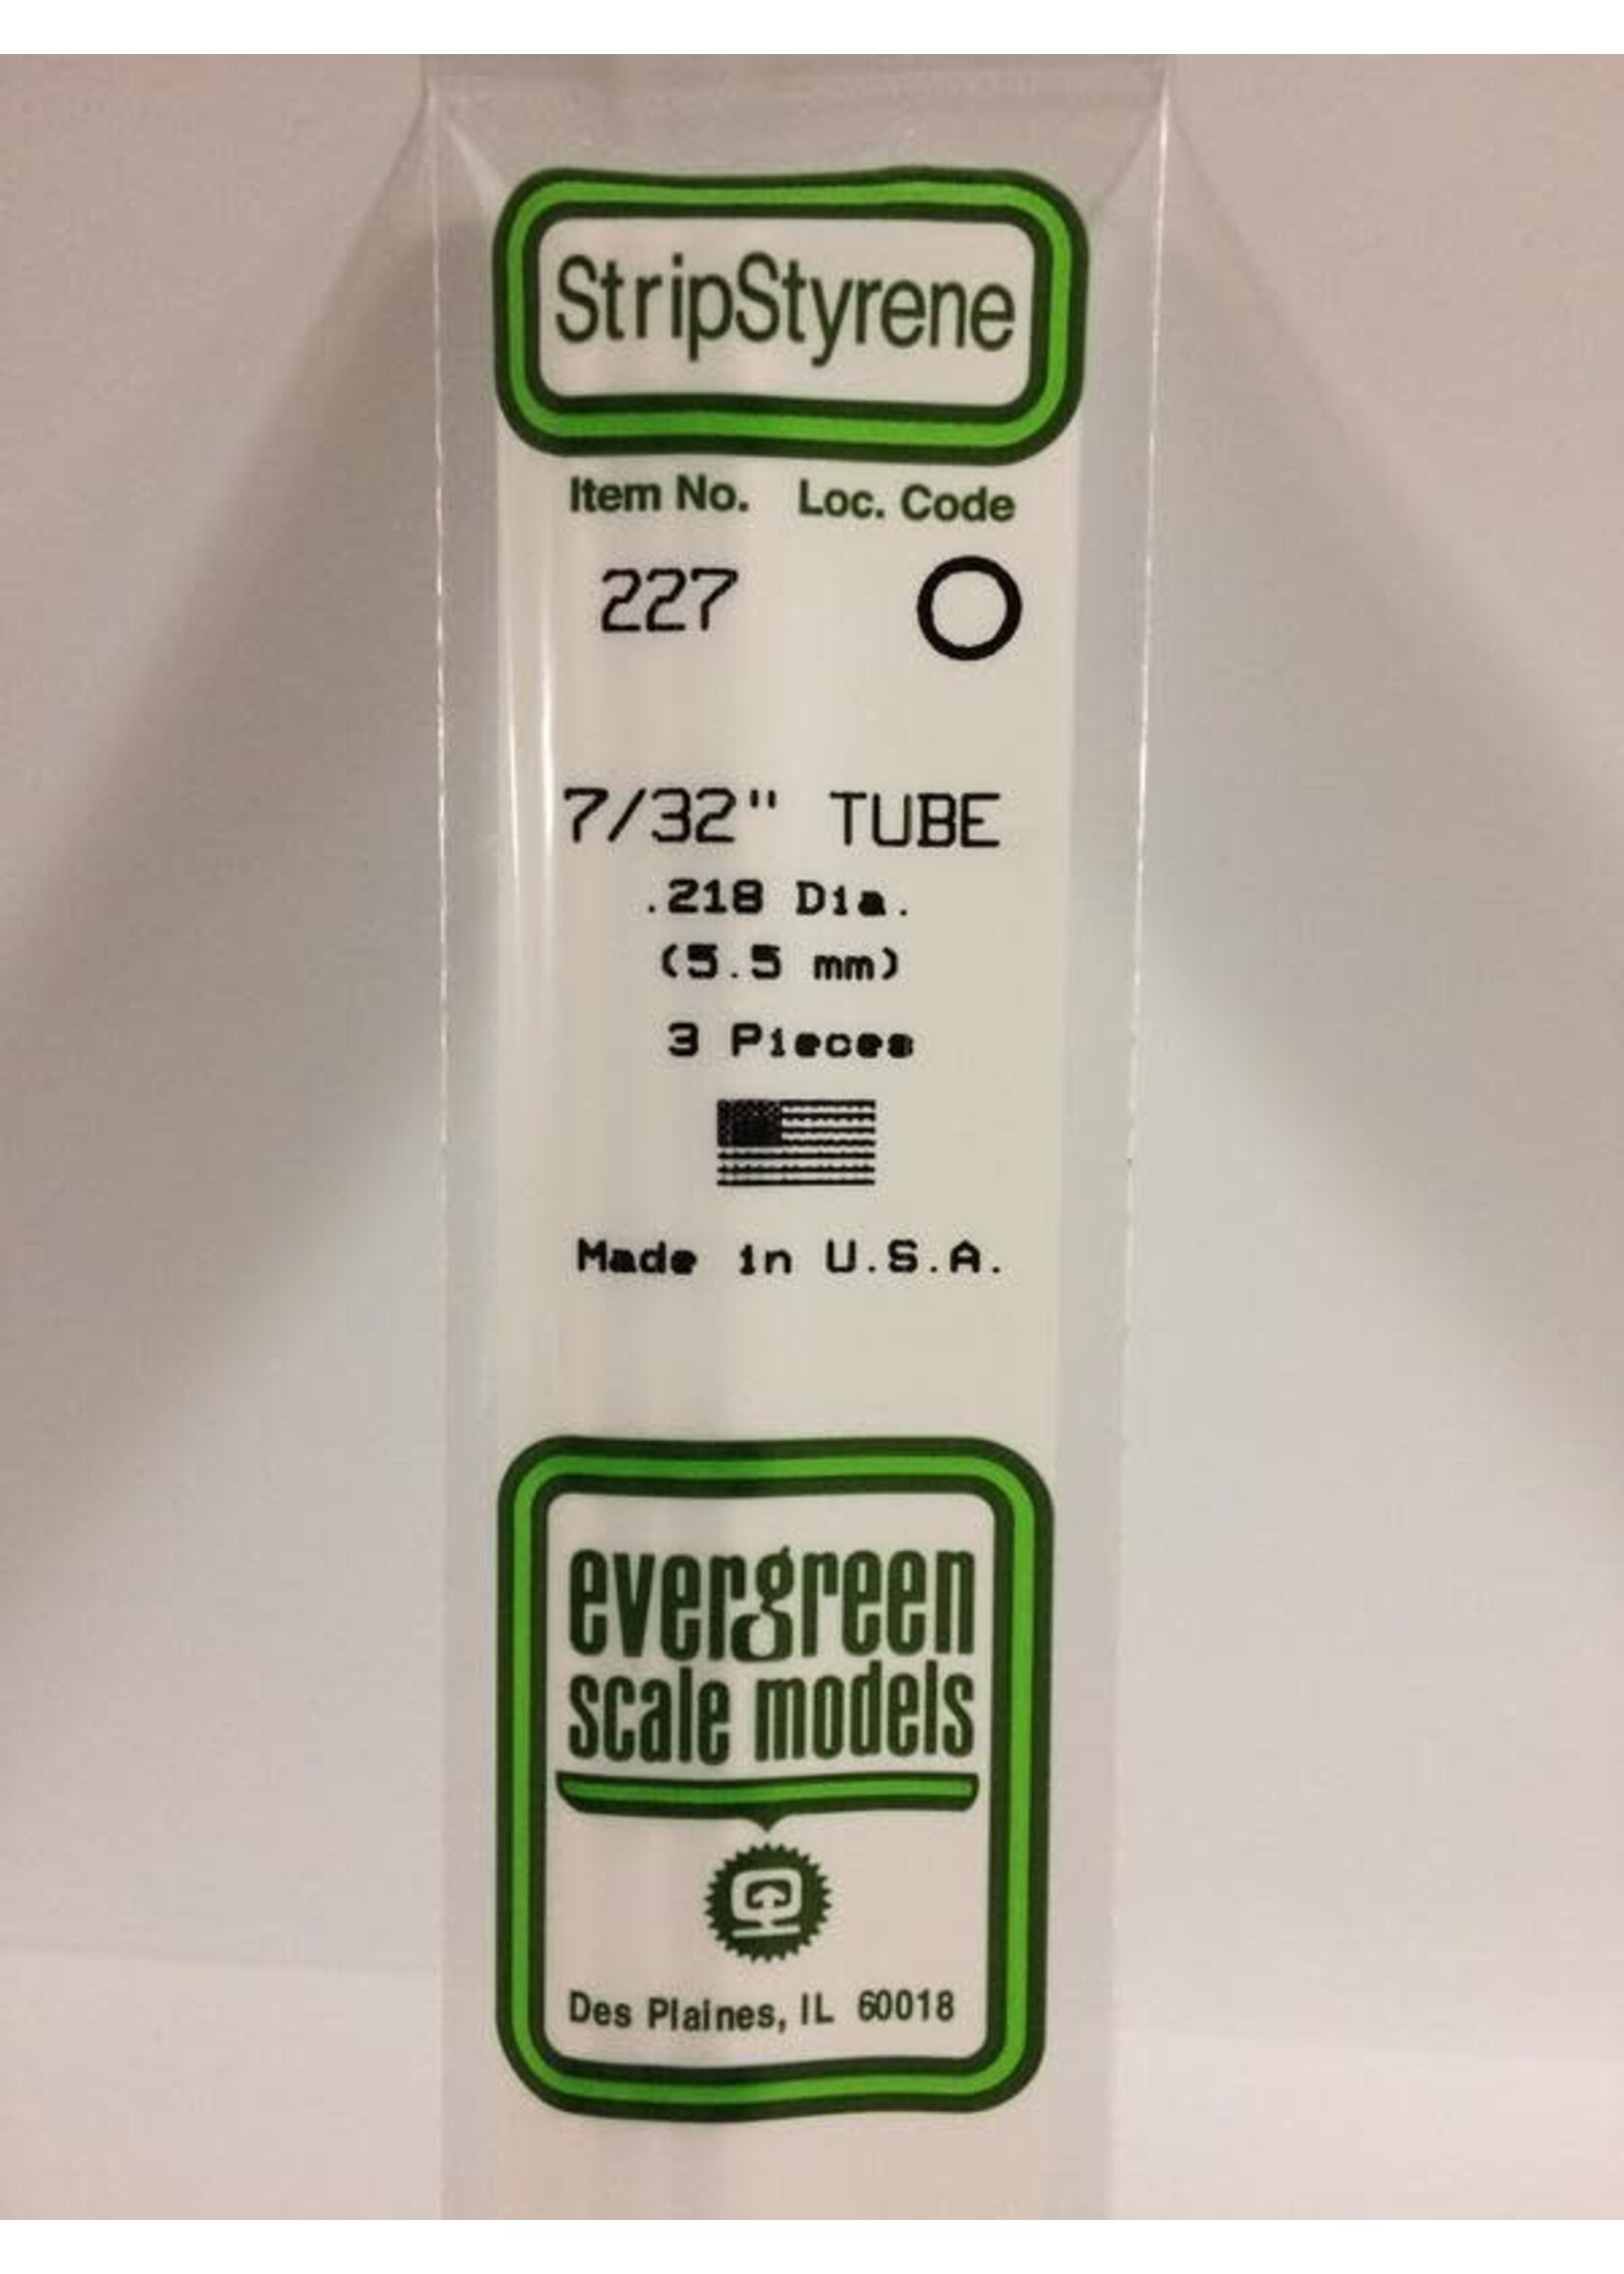 StripStyrene
Item No. Loc. Code
227
7/32" TUBE
.218 Dia.
(5.5 mm)
3 Pieces
Made in U.S.A.
evergreen
scale models
Des Plaines, IL 60018